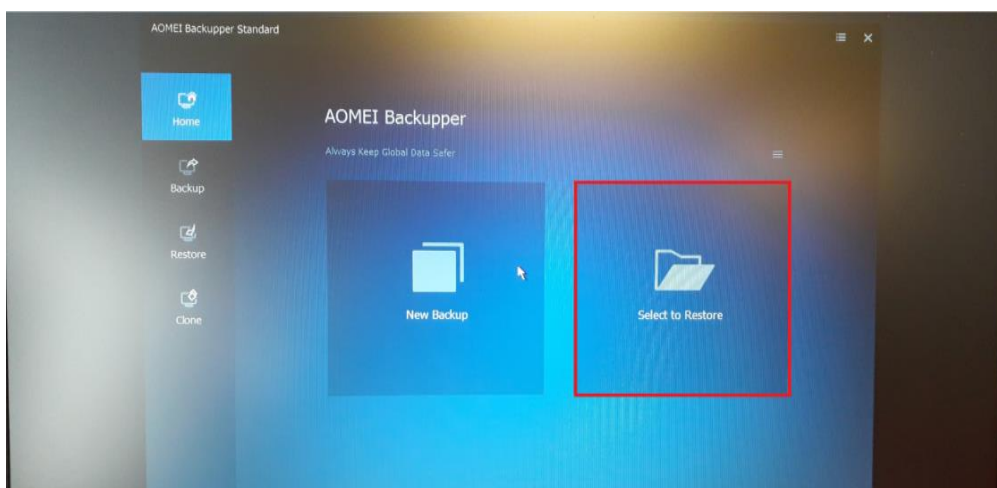 AOMEI Backupper Standard
Home
Backup
Restore
Clone
AOMEI Backupper
Always Keep Global Data Safer
New Backup
Select to Restore